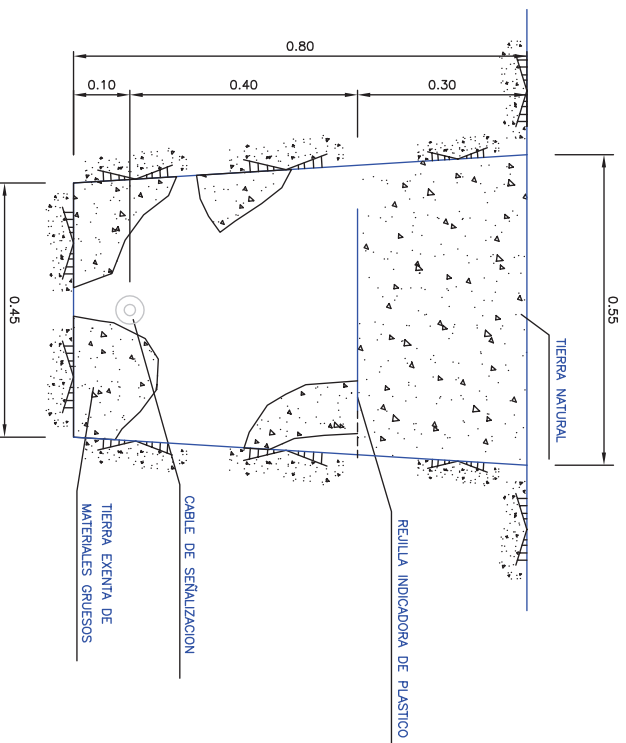 0.80
0.10
0.40
0.30
0.55
0.45
TIERRA NATURAL
REJILLA INDICADORA DE PLASTICO
CABLE DE SEÑALIZACION
TIERRA EXENTA DE
MATERIALES GRUESOS